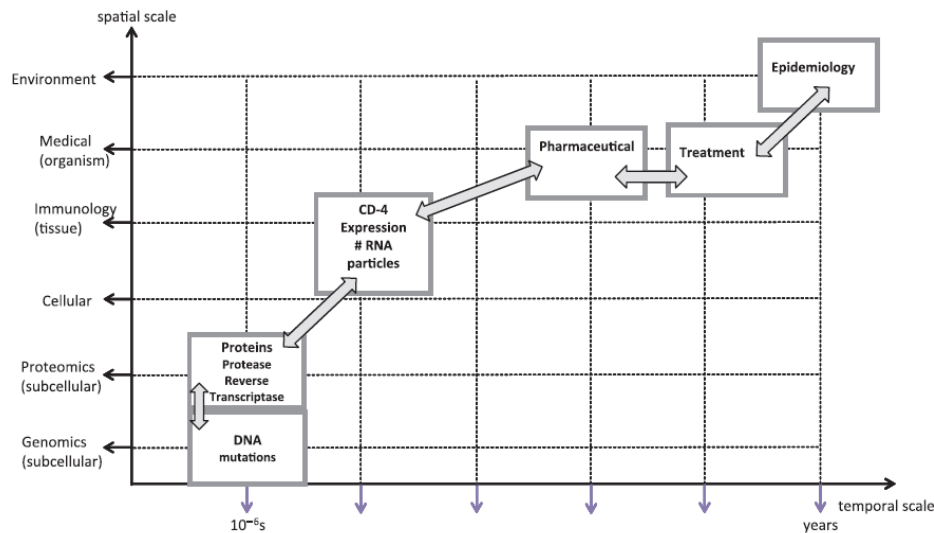 spatial scale
Environment
Epidemiology
Medical
(organism)
Pharmaceutical
Treatment
Immunology
(tissue)
CD-4
Expression
# RNA
particles
Cellular
Proteomics
(subcellular)
Proteins
Protease
Reverse
Transcriptase
Genomics
(subcellular)
DNA
mutations
temporal scale
10⁻⁶s
years